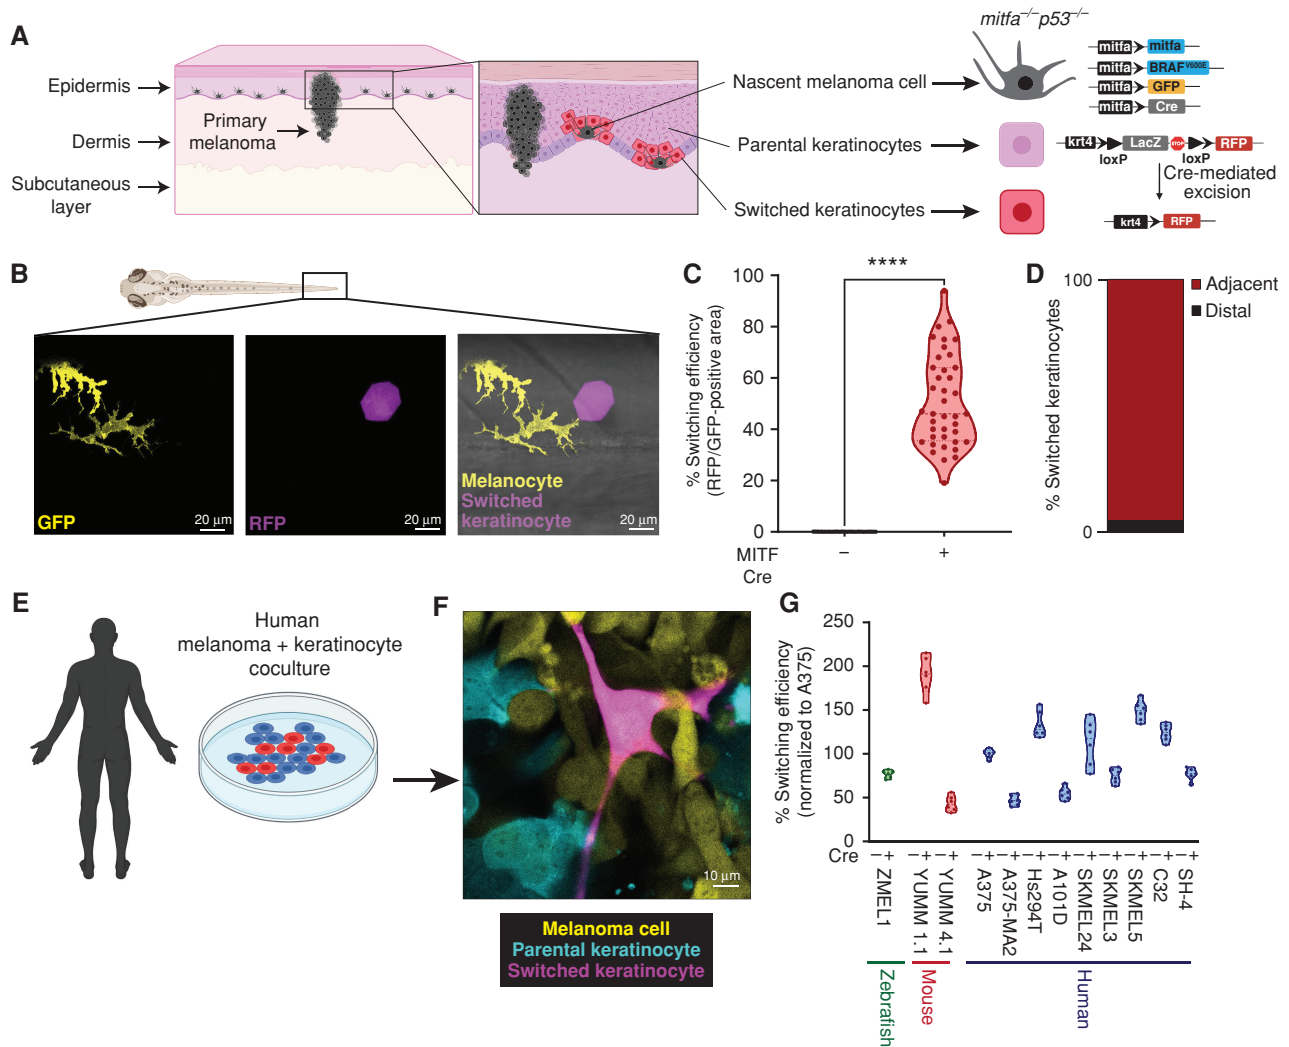 A
mitfa−/−p53−/−
Epidermis
Dermis
Subcutaneous
layer
Primary
melanoma
Nascent melanoma cell
Parental keratinocytes
Switched keratinocytes
mitfa mitfa
mitfa BRAFV600E
mitfa GFP
mitfa Cre
krt4 LacZ STOP RFP
loxP loxP
Cre-mediated
excision
krt4 RFP
B
GFP
20 µm
RFP
20 µm
Melanocyte
Switched
keratinocyte
20 µm
C
% Switching efficiency
(RFP/GFP-positive area)
100
80
60
40
20
0
****
MITF − +
Cre
D
% Switched keratinocytes
100
0
Adjacent
Distal
E
Human
melanoma + keratinocyte
coculture
F
10 µm
Melanoma cell
Parental keratinocyte
Switched keratinocyte
G
% Switching efficiency
(normalized to A375)
250
200
150
100
50
0
Cre − + − + − + − + − + − + − + − + − + − + − + − +
ZMEL1
YUMM 1.1
YUMM 4.1
A375
A375-MA2
Hs294T
A101D
SKMEL24
SKMEL3
SKMEL5
C32
SH-4
Zebrafish
Mouse
Human